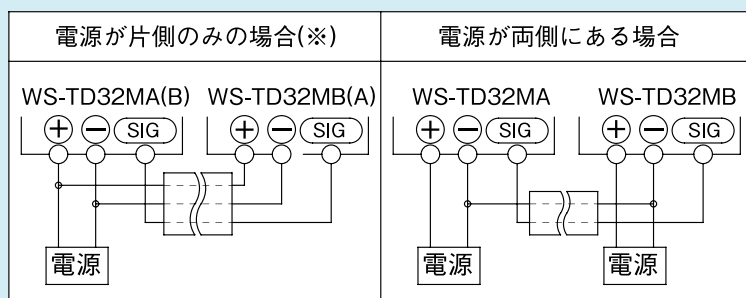 電源が片側のみの場合(※)
WS-TD32MA(B) WS-TD32MB(A)
+ − SIG + − SIG
電源
電源が両側にある場合
WS-TD32MA WS-TD32MB
+ − SIG + − SIG
電源 電源